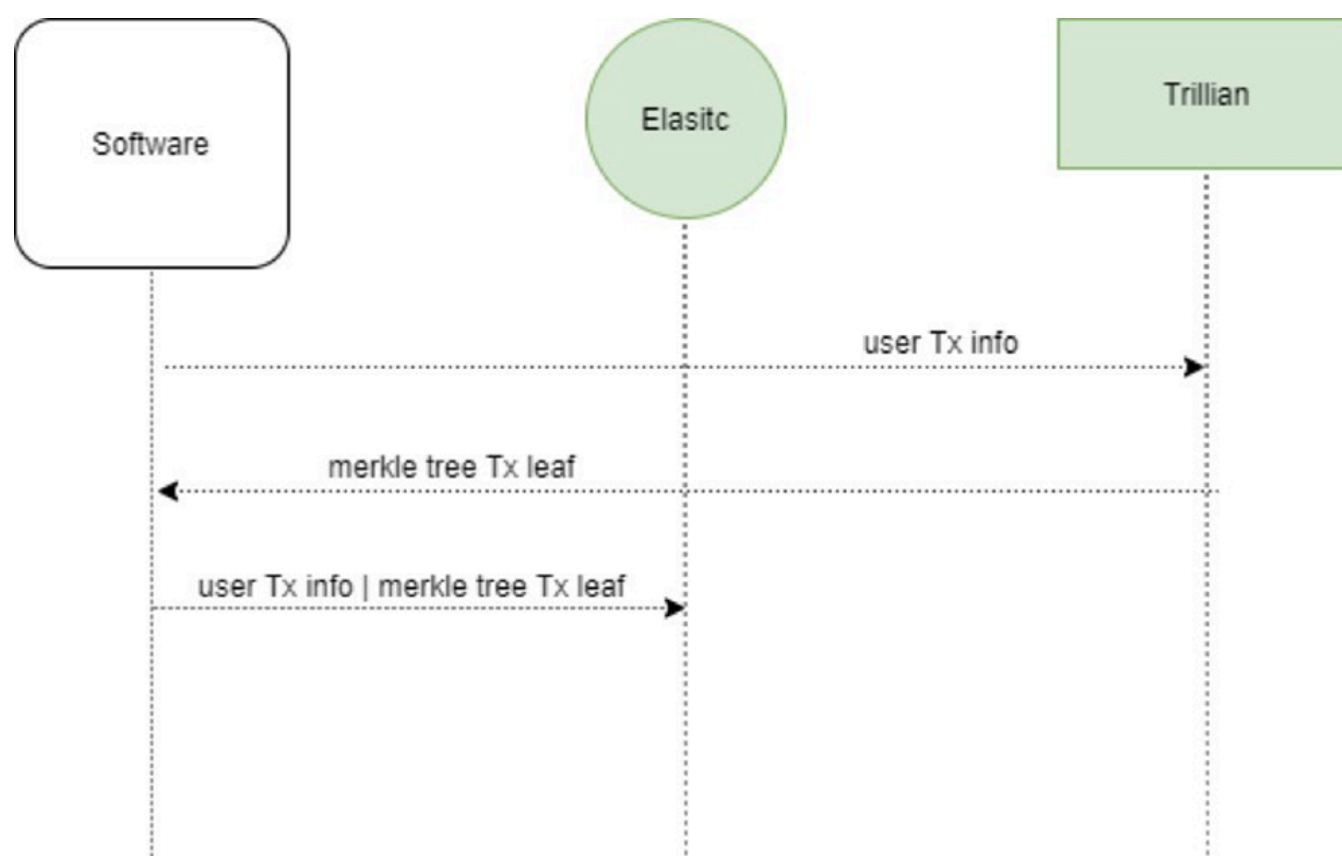 Software
Elasitc
Trillian
user Tx info
merkle tree Tx leaf
user Tx info | merkle tree Tx leaf